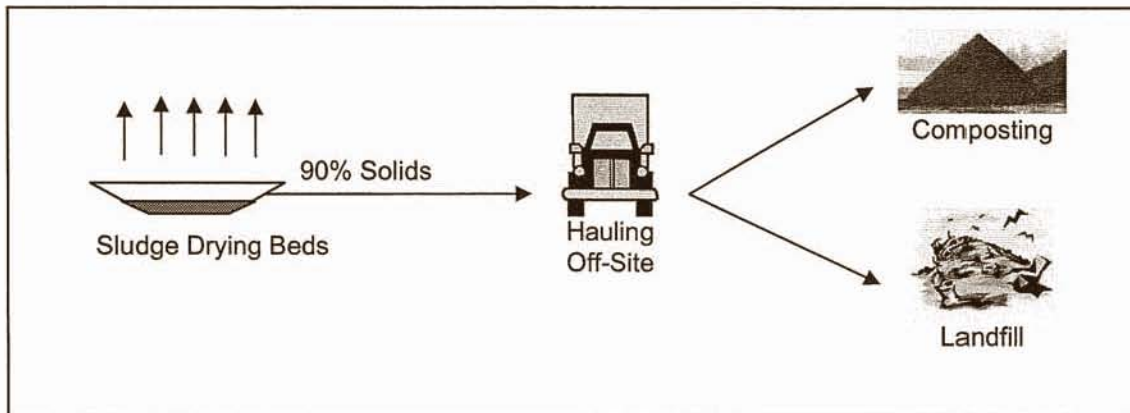 90% Solids
Sludge Drying Beds
Hauling
Off-Site
Composting
Landfill